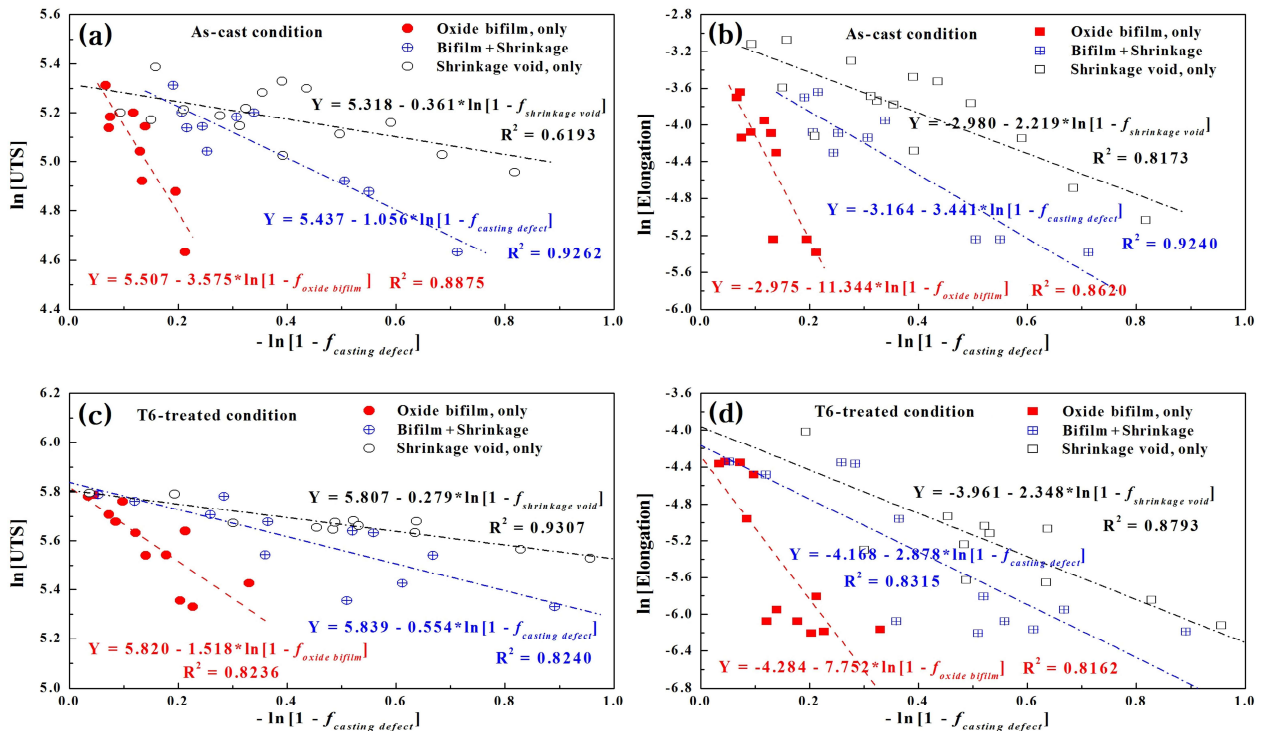 (a)
As-cast condition
Oxide bifilm, only
Bifilm + Shrinkage
Shrinkage void, only
Y = 5.318 - 0.361*ln[1 - f shrinkage void]
R² = 0.6193
Y = 5.437 - 1.056*ln[1 - f casting defect]
R² = 0.9262
Y = 5.507 - 3.575*ln[1 - f oxide bifilm] R² = 0.8875
ln [UTS]
5.6
5.4
5.2
5.0
4.8
4.6
4.4
0.0 0.2 0.4 0.6 0.8 1.0
- ln [1 - f casting defect]
(b)
As-cast condition
Oxide bifilm, only
Bifilm + Shrinkage
Shrinkage void, only
Y = -2.980 - 2.219*ln[1 - f shrinkage void]
R² = 0.8173
Y = -3.164 - 3.441*ln[1 - f casting defect]
R² = 0.9240
Y = -2.975 - 11.344*ln[1 - f oxide bifilm] R² = 0.8620
ln [Elongation]
-2.8
-3.2
-3.6
-4.0
-4.4
-4.8
-5.2
-5.6
-6.0
0.0 0.2 0.4 0.6 0.8 1.0
- ln [1 - f casting defect]
(c)
T6-treated condition
Oxide bifilm, only
Bifilm + Shrinkage
Shrinkage void, only
Y = 5.807 - 0.279*ln[1 - f shrinkage void]
R² = 0.9307
Y = 5.839 - 0.554*ln[1 - f casting defect]
R² = 0.8240
Y = 5.820 - 1.518*ln[1 - f oxide bifilm]
R² = 0.8236
ln [UTS]
6.2
6.0
5.8
5.6
5.4
5.2
5.0
0.0 0.2 0.4 0.6 0.8 1.0
- ln [1 - f casting defect]
(d)
T6-treated condition
Oxide bifilm, only
Bifilm + Shrinkage
Shrinkage void, only
Y = -3.961 - 2.348*ln[1 - f shrinkage void]
R² = 0.8793
Y = -4.168 - 2.878*ln[1 - f casting defect]
R² = 0.8315
Y = -4.284 - 7.752*ln[1 - f oxide bifilm] R² = 0.8162
ln [Elongation]
-3.6
-4.0
-4.4
-4.8
-5.2
-5.6
-6.0
-6.4
-6.8
0.0 0.2 0.4 0.6 0.8 1.0
- ln [1 - f casting defect]